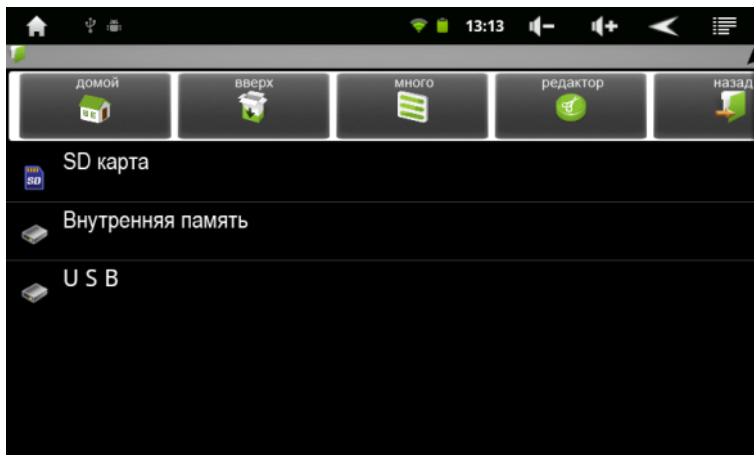 13:13
домой вверх много редактор назад
SD карта
Внутренняя память
U S B